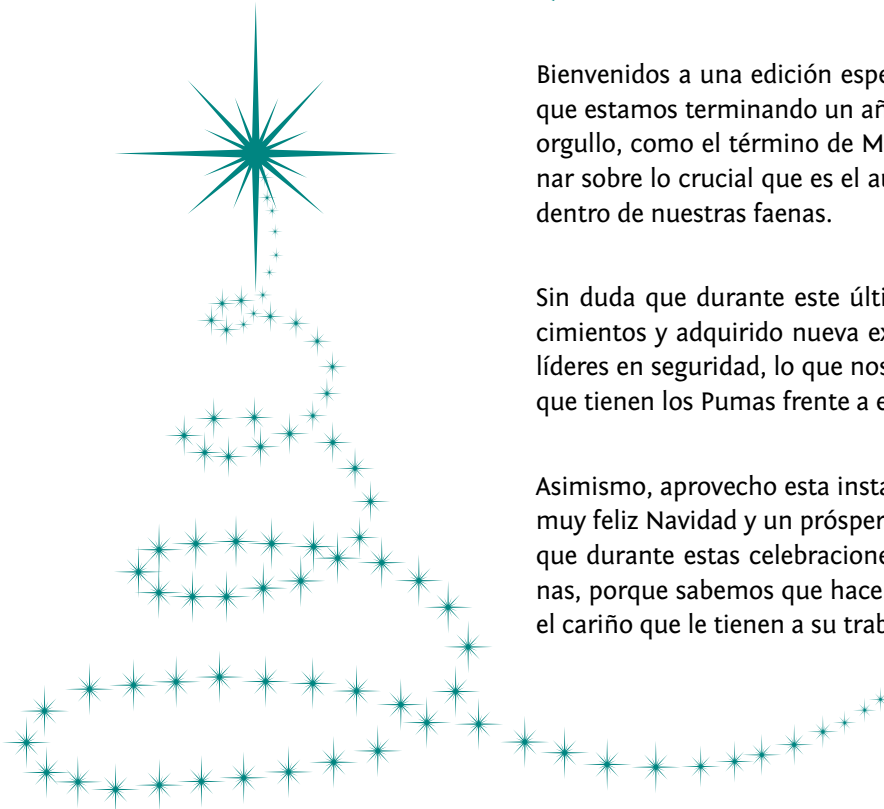 Bienvenidos a una edición espe
que estamos terminando un añ
orgullo, como el término de M
nar sobre lo crucial que es el au
dentro de nuestras faenas.
Sin duda que durante este últi
cimientos y adquirido nueva ex
líderes en seguridad, lo que nos
que tienen los Pumas frente a e
Asimismo, aprovecho esta insta
muy feliz Navidad y un prósper
que durante estas celebracione
nas, porque sabemos que hace
el cariño que le tienen a su trab